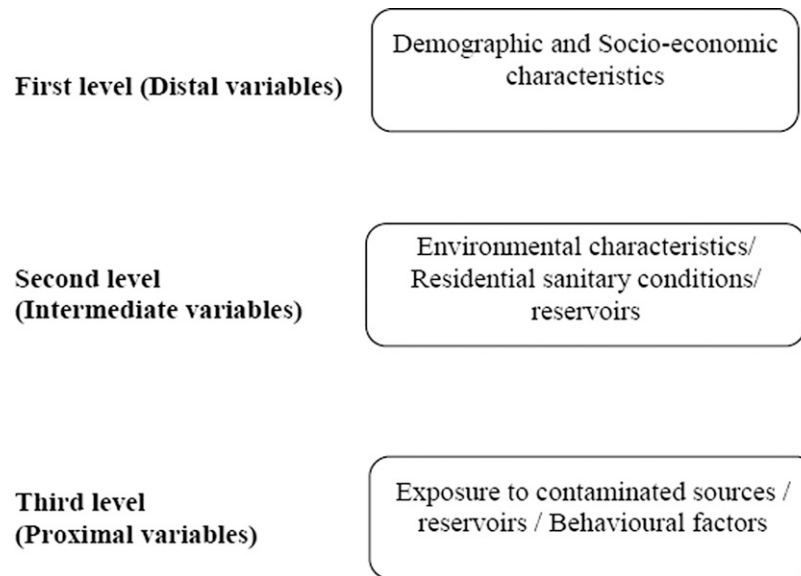 Demographic and Socio-economic
characteristics
First level (Distal variables)
Environmental characteristics/
Residential sanitary conditions/
reservoirs
Second level
(Intermediate variables)
Exposure to contaminated sources /
reservoirs / Behavioural factors
Third level
(Proximal variables)